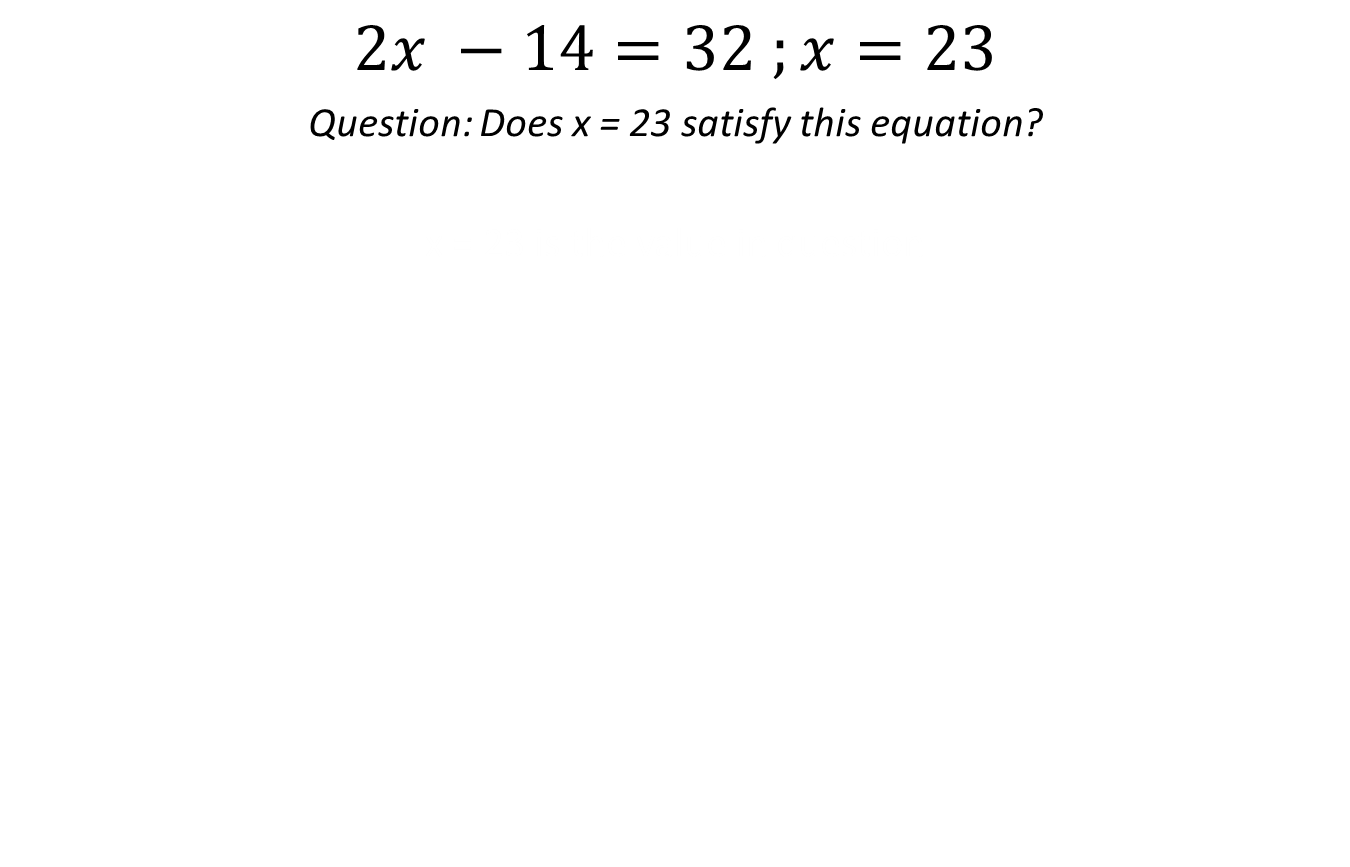 2x − 14 = 32 ; x = 23
Question: Does x = 23 satisfy this equation?